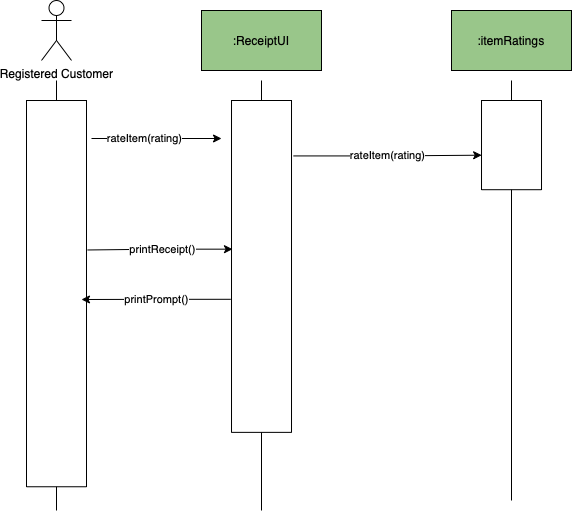 :ReceiptUI
:itemRatings
Registered Customer
rateItem(rating)
rateItem(rating)
printReceipt()
printPrompt()